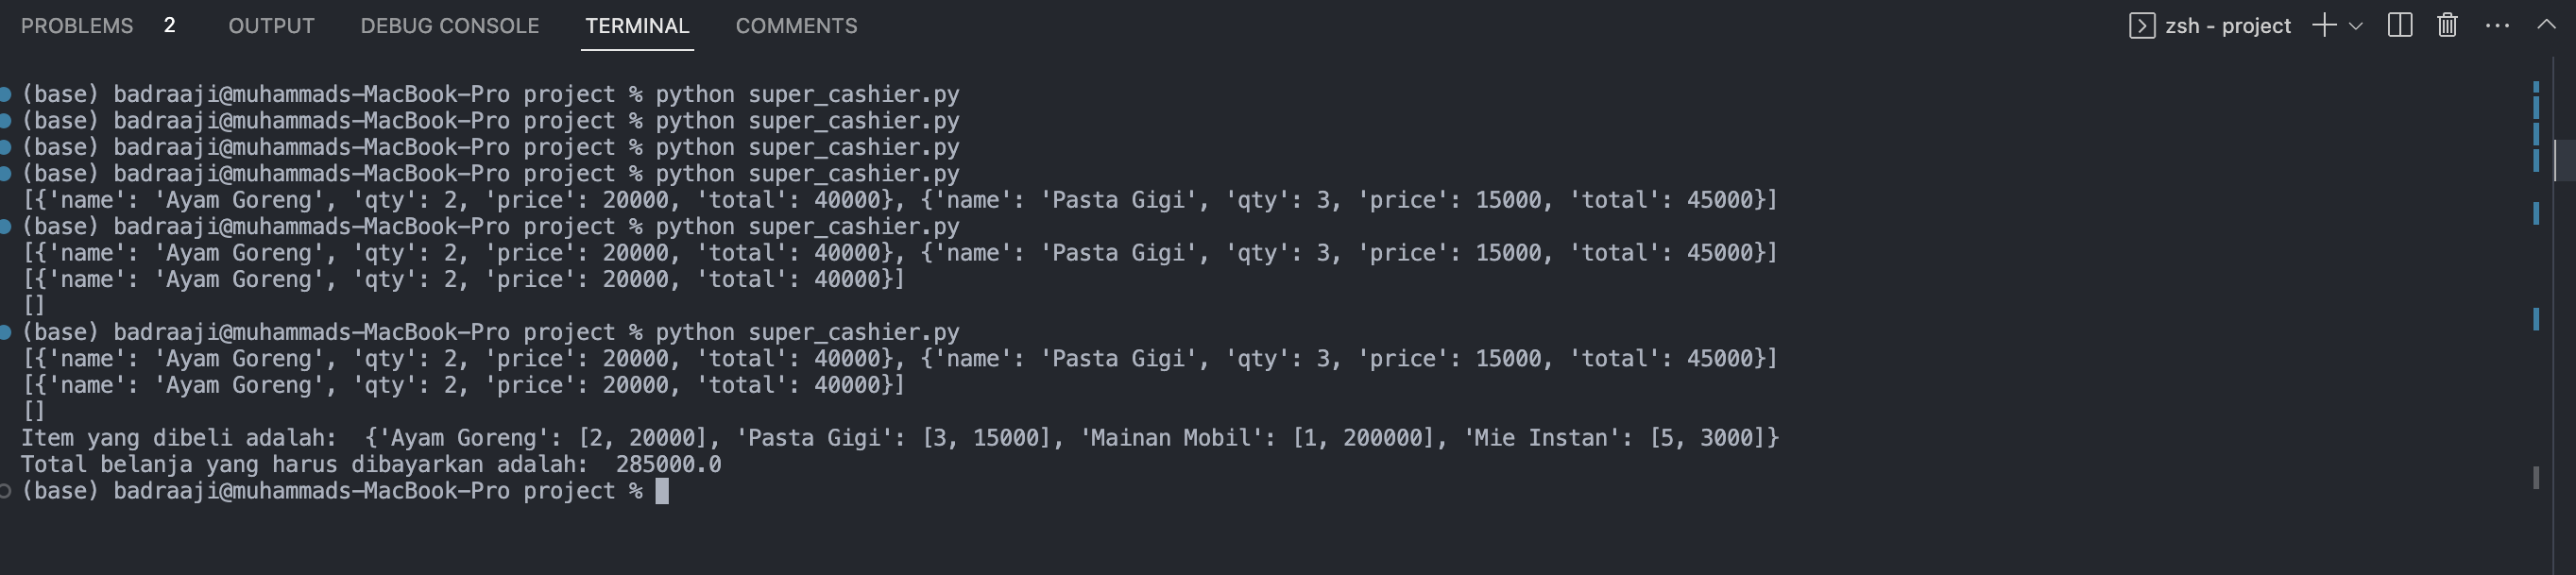 PROBLEMS 2 OUTPUT DEBUG CONSOLE TERMINAL COMMENTS zsh - project
(base) badraaji@muhammads-MacBook-Pro project % python super_cashier.py
(base) badraaji@muhammads-MacBook-Pro project % python super_cashier.py
(base) badraaji@muhammads-MacBook-Pro project % python super_cashier.py
(base) badraaji@muhammads-MacBook-Pro project % python super_cashier.py
[{'name': 'Ayam Goreng', 'qty': 2, 'price': 20000, 'total': 40000}, {'name': 'Pasta Gigi', 'qty': 3, 'price': 15000, 'total': 45000}]
(base) badraaji@muhammads-MacBook-Pro project % python super_cashier.py
[{'name': 'Ayam Goreng', 'qty': 2, 'price': 20000, 'total': 40000}, {'name': 'Pasta Gigi', 'qty': 3, 'price': 15000, 'total': 45000}]
[{'name': 'Ayam Goreng', 'qty': 2, 'price': 20000, 'total': 40000}]
[]
(base) badraaji@muhammads-MacBook-Pro project % python super_cashier.py
[{'name': 'Ayam Goreng', 'qty': 2, 'price': 20000, 'total': 40000}, {'name': 'Pasta Gigi', 'qty': 3, 'price': 15000, 'total': 45000}]
[{'name': 'Ayam Goreng', 'qty': 2, 'price': 20000, 'total': 40000}]
[]
Item yang dibeli adalah:  {'Ayam Goreng': [2, 20000], 'Pasta Gigi': [3, 15000], 'Mainan Mobil': [1, 200000], 'Mie Instan': [5, 3000]}
Total belanja yang harus dibayarkan adalah:  285000.0
(base) badraaji@muhammads-MacBook-Pro project %